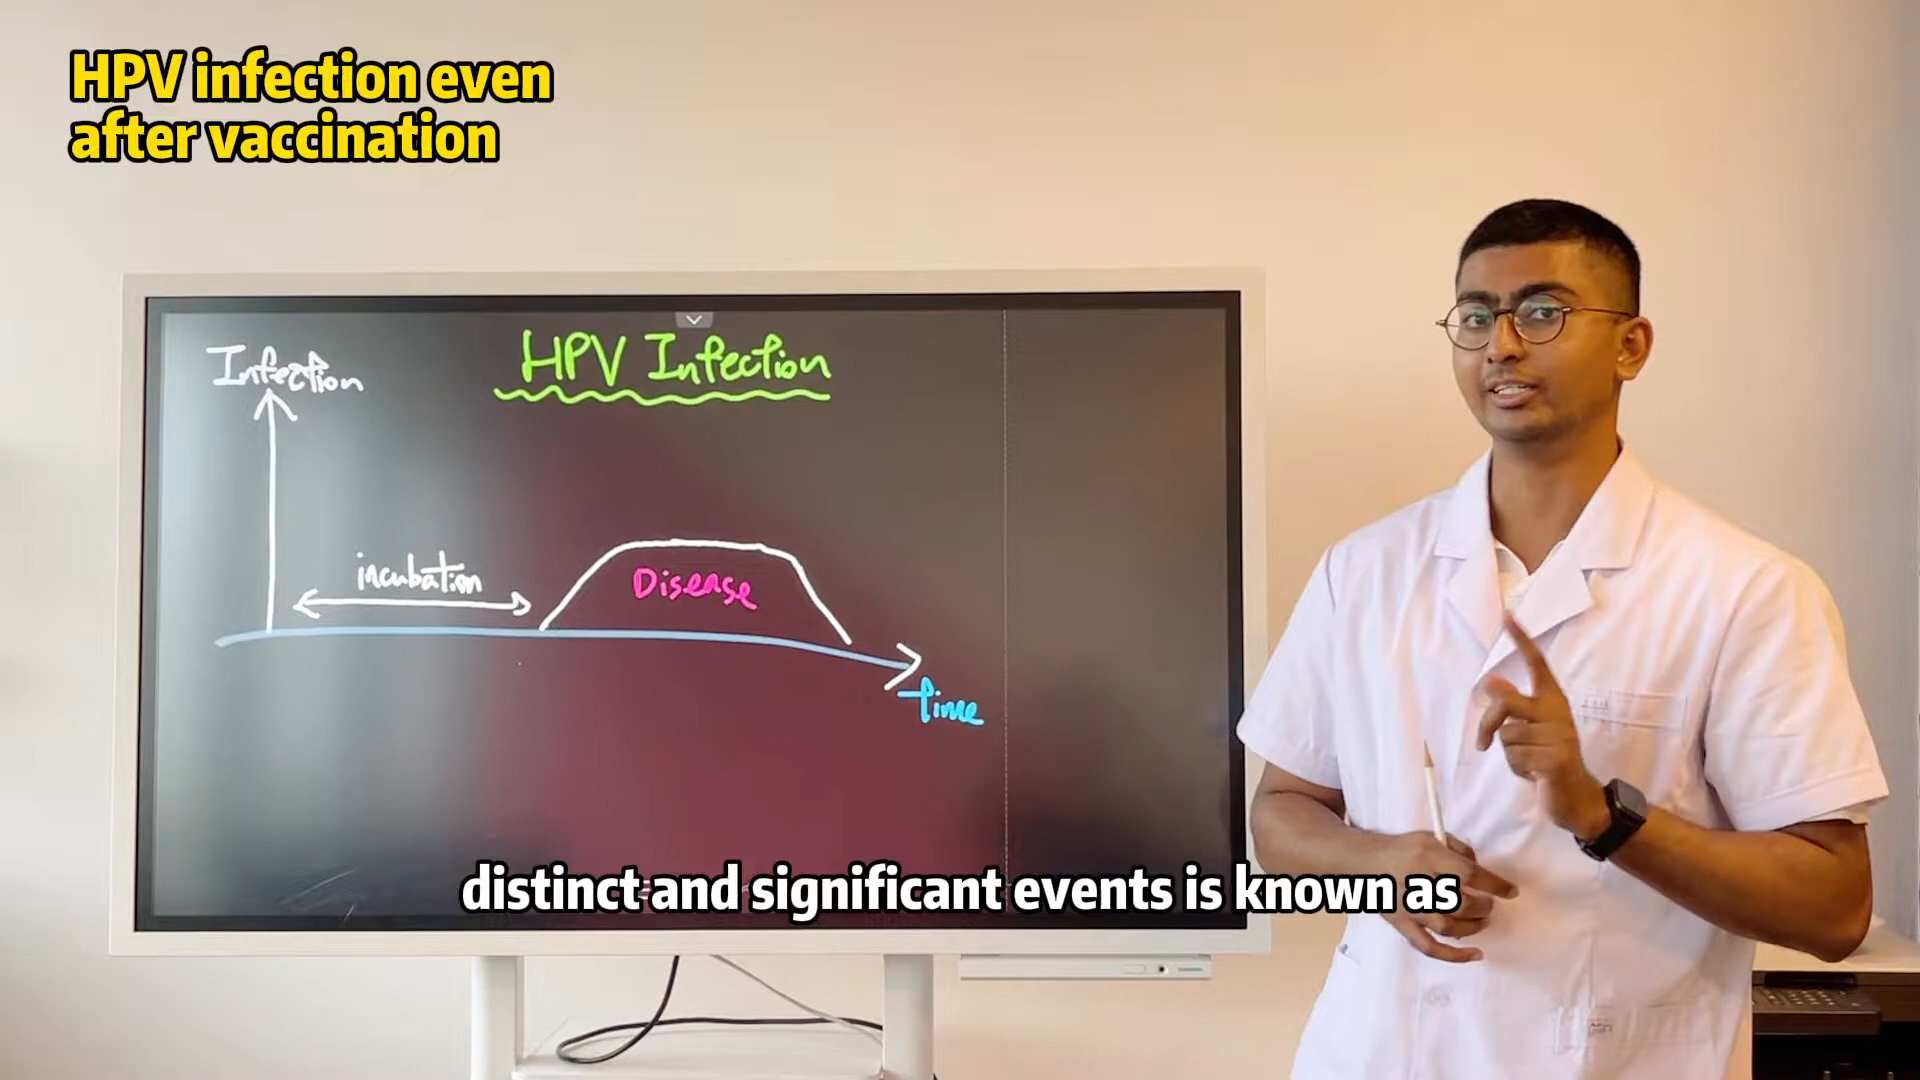 HPV infection even
after vaccination
HPV Infection
Infection
incubation
Disease
time
distinct and significant events is known as